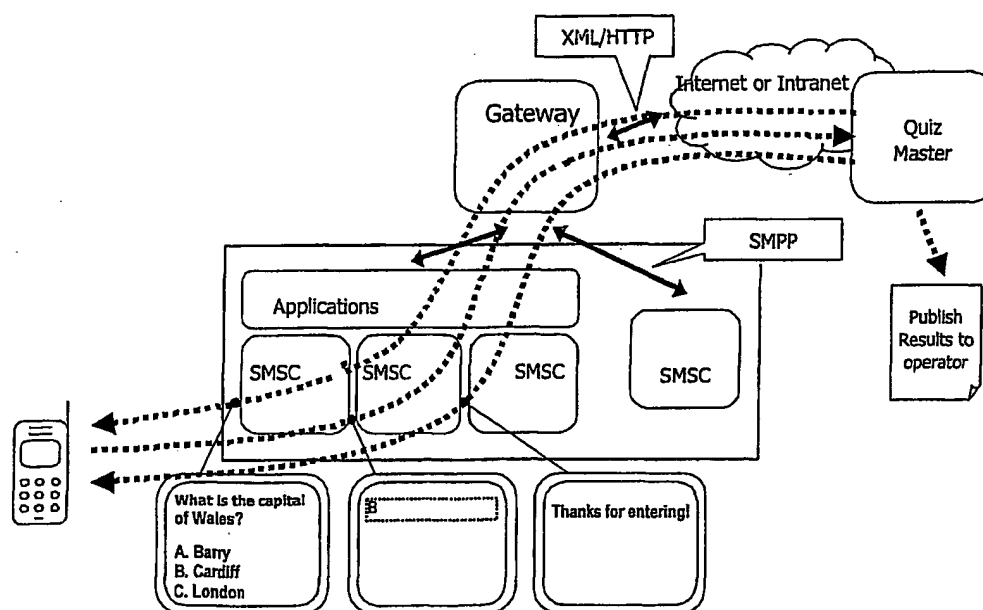 XML/HTTP
Internet or Intranet
Gateway
Quiz
Master
SMPP
Applications
Publish
Results to
operator
SMSC
SMSC
SMSC
SMSC
What is the capital
of Wales?
A. Barry
B. Cardiff
C. London
B
Thanks for entering!